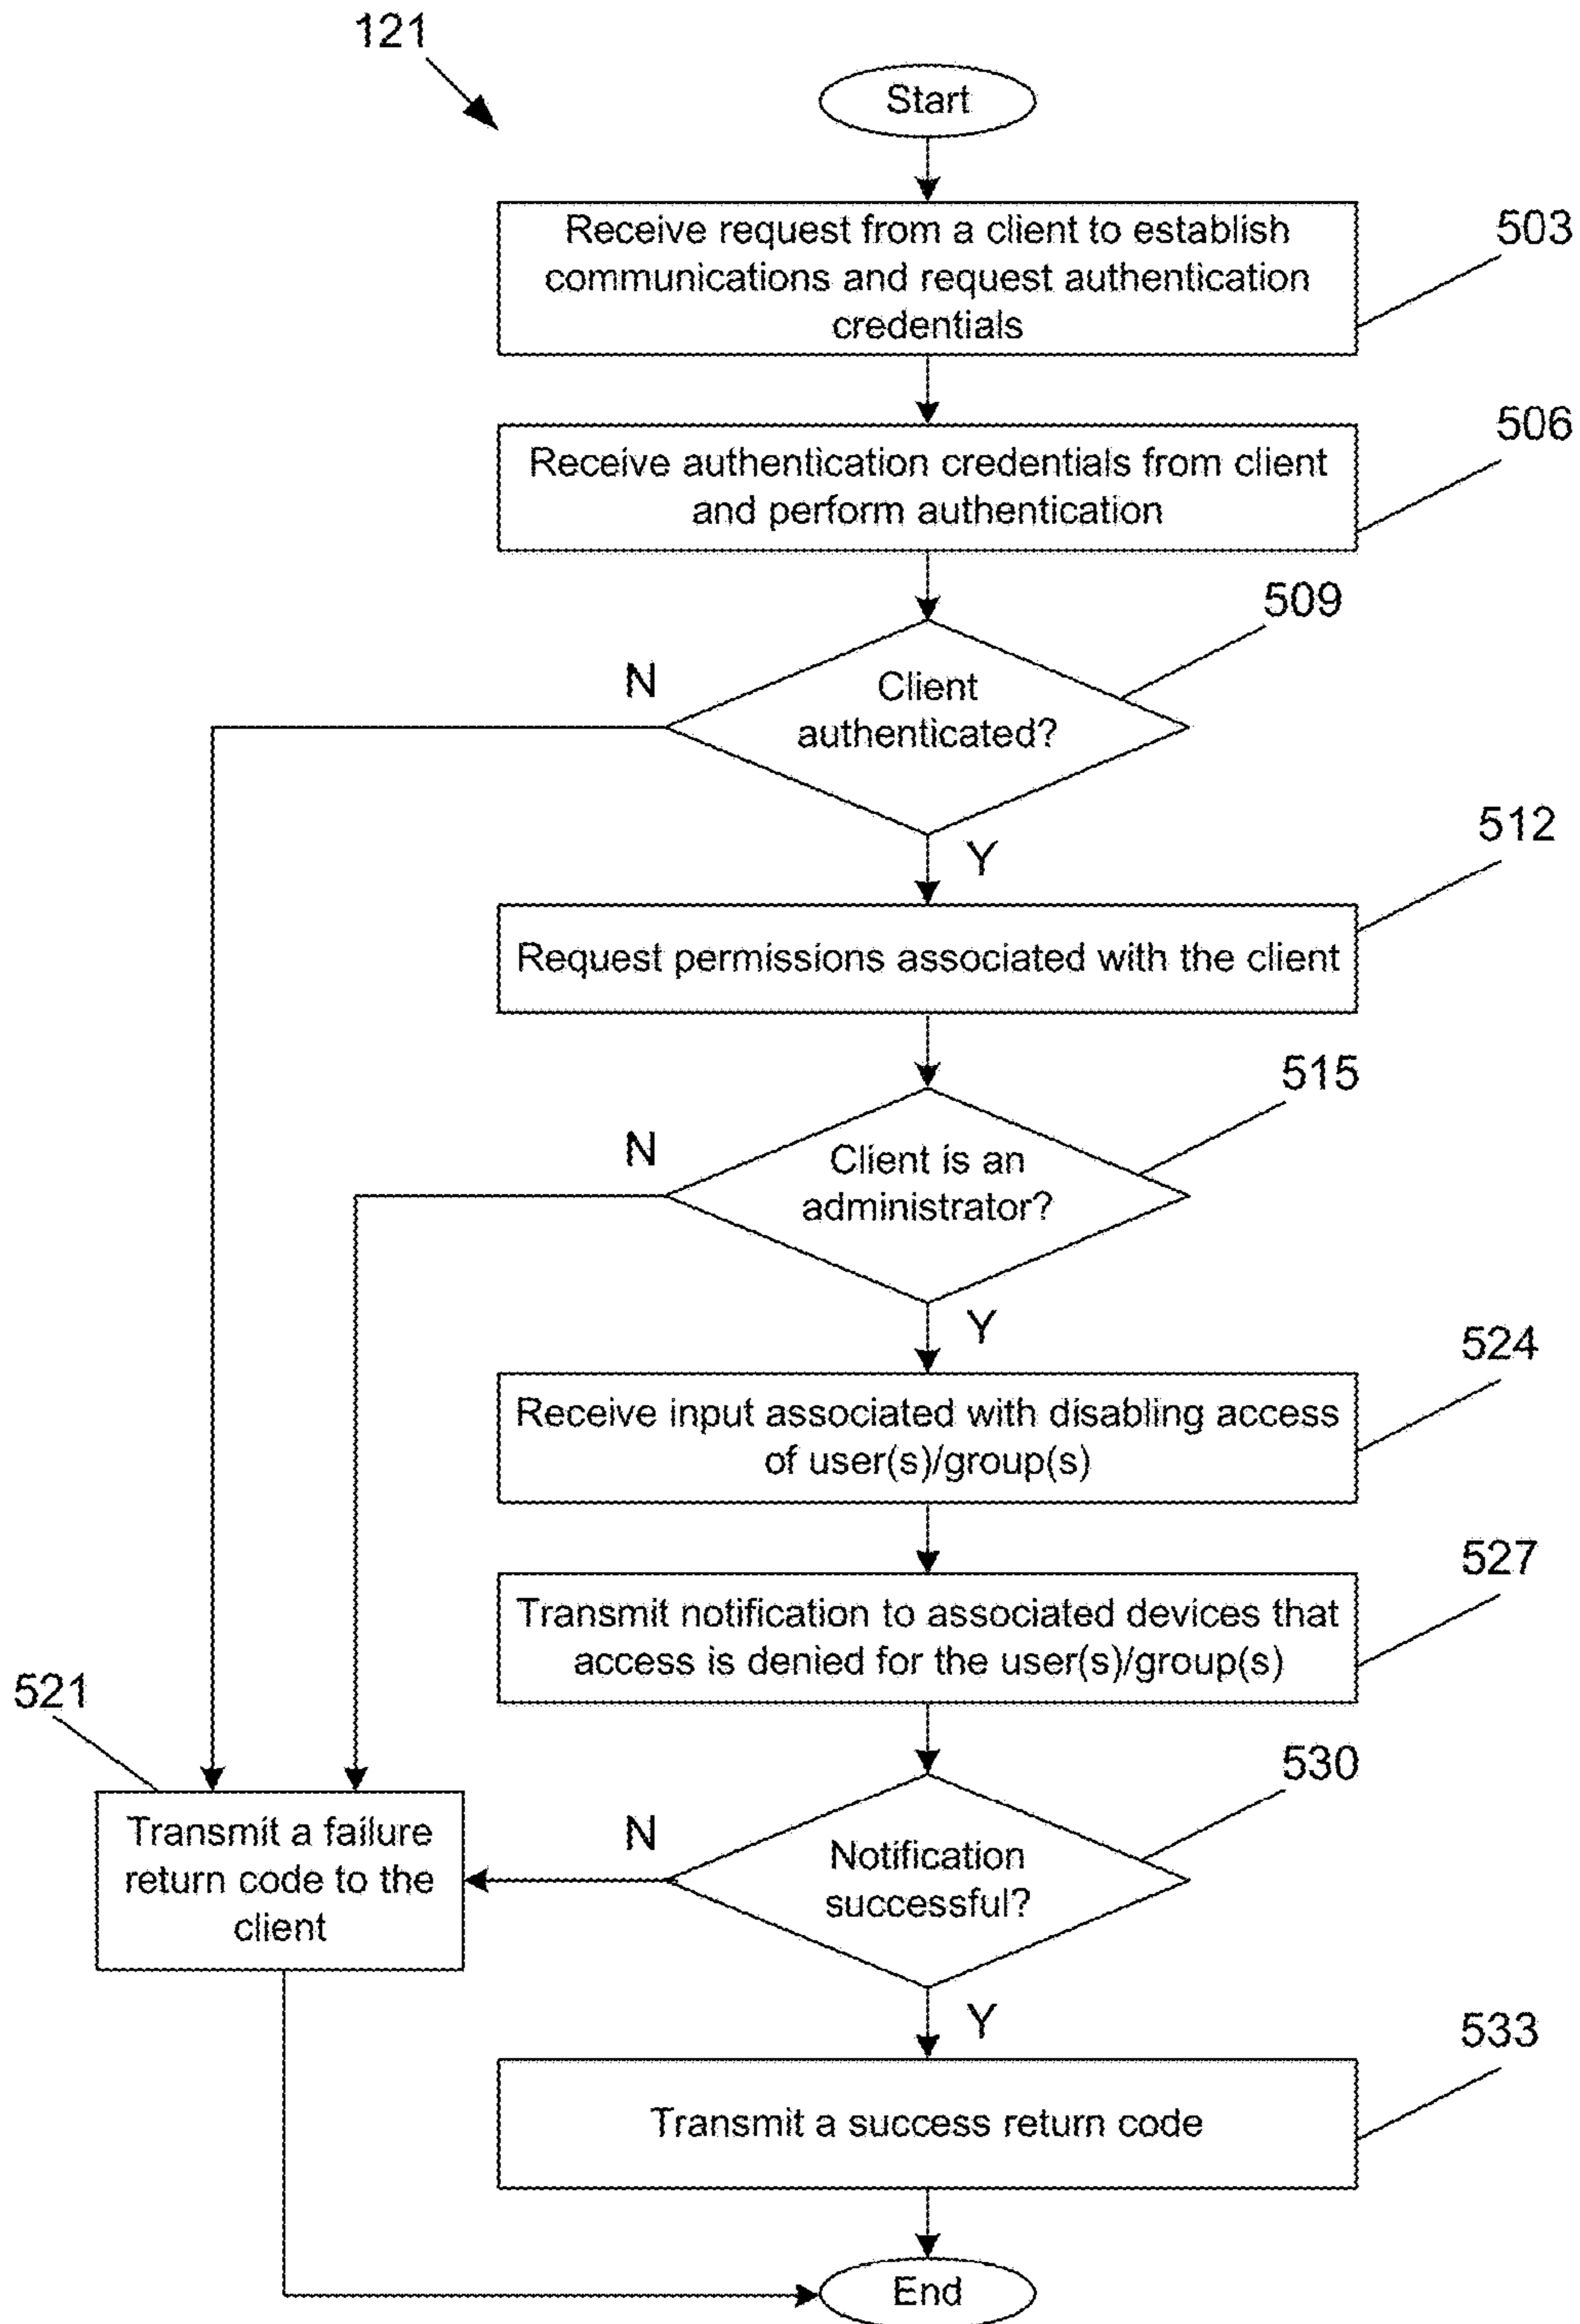 121
Start
Receive request from a client to establish
communications and request authentication
credentials
503
Receive authentication credentials from client
and perform authentication
506
Client
authenticated?
509
N
Y
Request permissions associated with the client
512
Client is an
administrator?
515
N
Y
Receive input associated with disabling access
of user(s)/group(s)
524
Transmit notification to associated devices that
access is denied for the user(s)/group(s)
527
521
Transmit a failure
return code to the
client
N
Notification
successful?
530
Y
Transmit a success return code
533
End